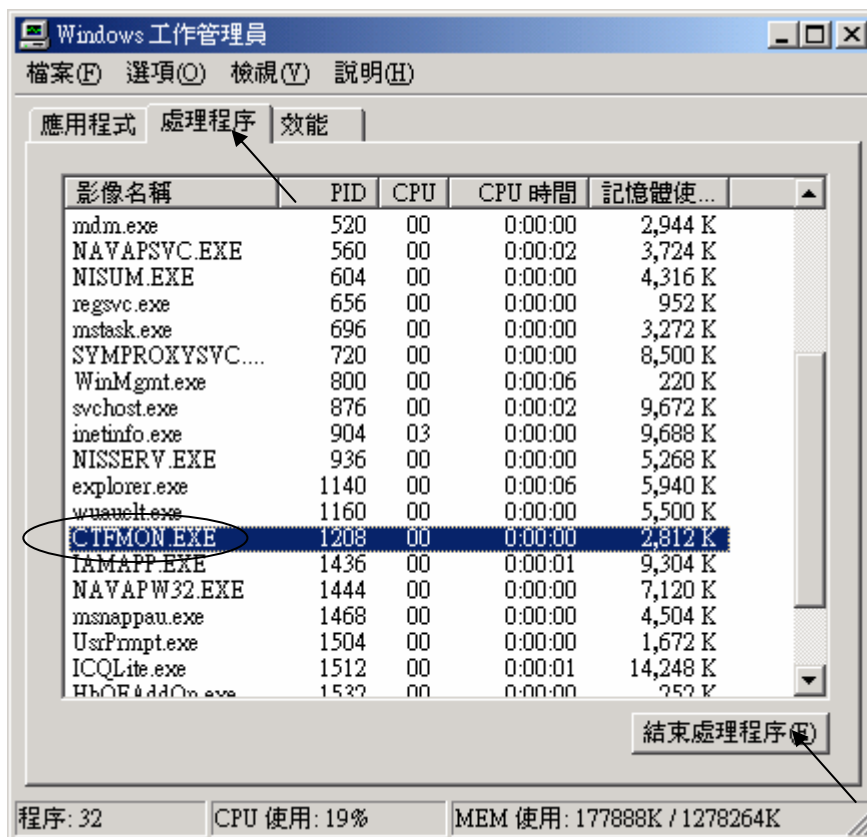 Windows 工作管理員
檔案(F) 選項(O) 檢視(V) 說明(H)
應用程式 處理程序 效能
影像名稱 PID CPU CPU 時間 記憶體使...
mdm.exe 520 00 0:00:00 2,944 K
NAVAPSVC.EXE 560 00 0:00:02 3,724 K
NISUM.EXE 604 00 0:00:00 4,316 K
regsvc.exe 656 00 0:00:00 952 K
mstask.exe 696 00 0:00:00 3,272 K
SYMPROXYSVC.... 720 00 0:00:00 8,500 K
WinMgmt.exe 800 00 0:00:06 220 K
svchost.exe 876 00 0:00:02 9,672 K
inetinfo.exe 904 03 0:00:00 9,688 K
NISSERV.EXE 936 00 0:00:00 5,268 K
explorer.exe 1140 00 0:00:06 5,940 K
wuauclt.exe 1160 00 0:00:00 5,500 K
CTFMON.EXE 1208 00 0:00:00 2,812 K
IAMAPP.EXE 1436 00 0:00:01 9,304 K
NAVAPW32.EXE 1444 00 0:00:00 7,120 K
msnappau.exe 1468 00 0:00:00 4,504 K
UsrPrmpt.exe 1504 00 0:00:00 1,672 K
ICQLite.exe 1512 00 0:00:01 14,248 K
HbOEAddOn.exe 1532 00 0:00:00 252 K
結束處理程序(E)
程序: 32 CPU 使用: 19% MEM 使用: 177888K / 1278264K